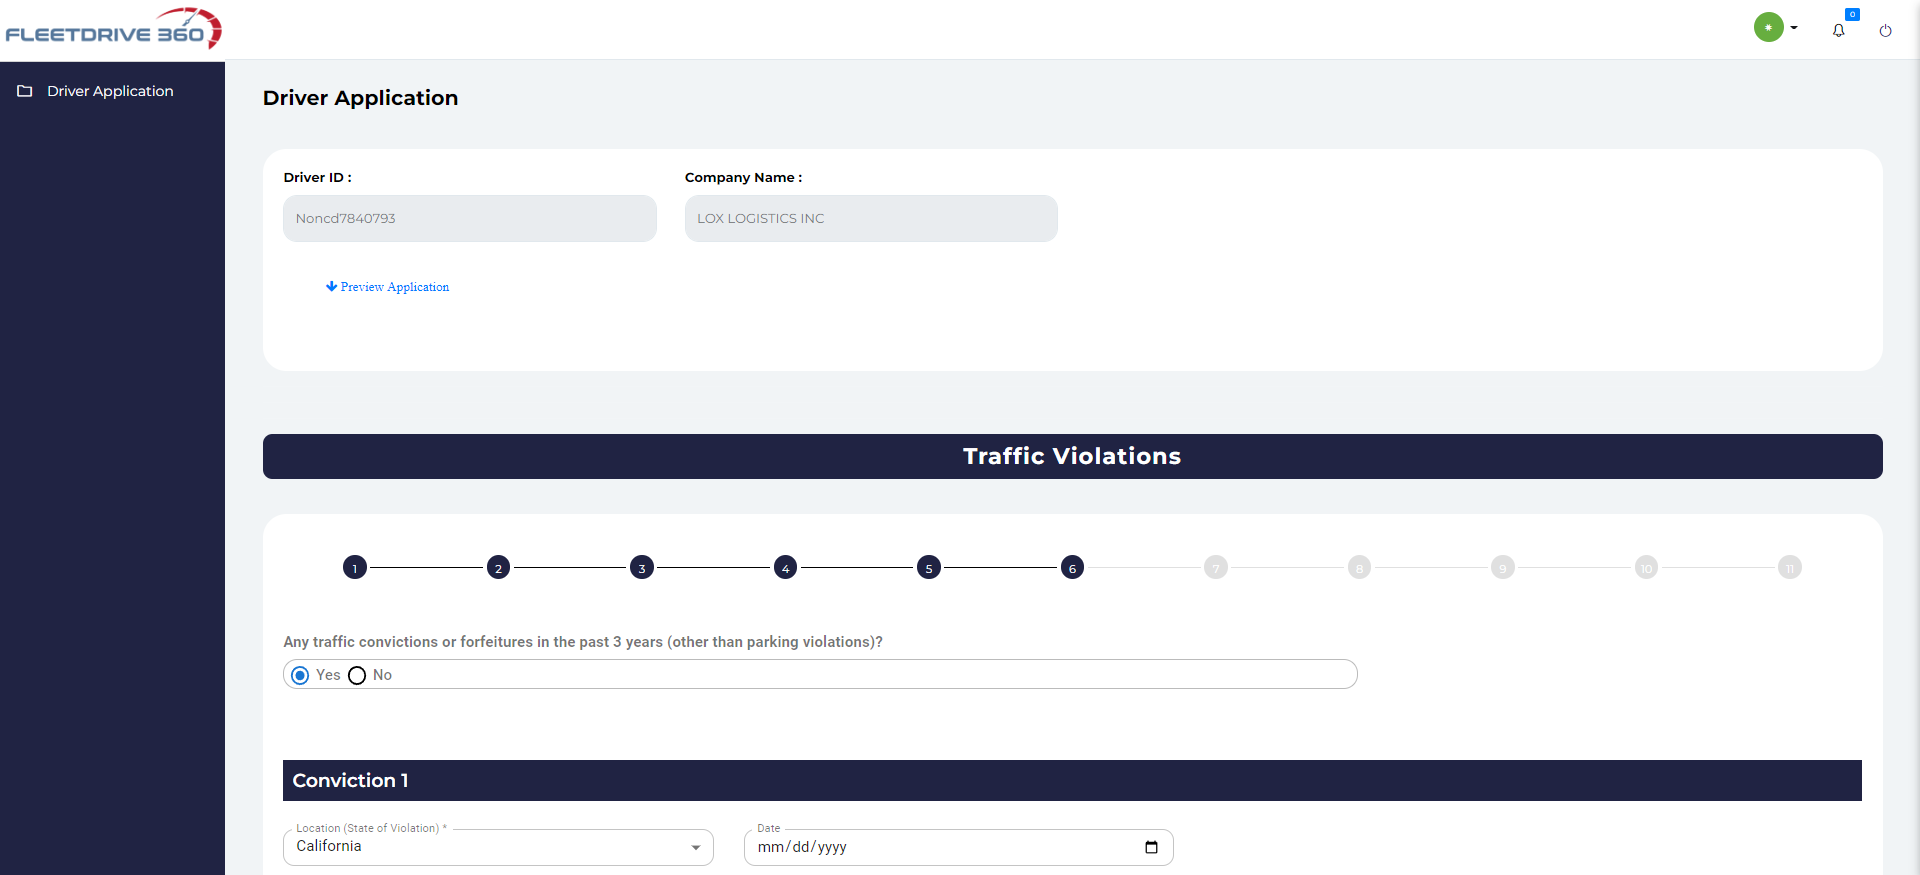 FLEETDRIVE 360
0
Driver Application
Driver Application
Driver ID :
Company Name :
Noncd7840793
LOX LOGISTICS INC
Preview Application
Traffic Violations
1 2 3 4 5 6 7 8 9 10 11
Any traffic convictions or forfeitures in the past 3 years (other than parking violations)?
Yes No
Conviction 1
Location (State of Violation) *
California
Date
mm/dd/yyyy